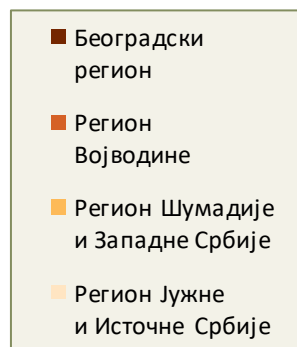 Београдски
регион
Регион
Војводине
Регион Шумадије
и Западне Србије
Регион Јужне
и Источне Србије